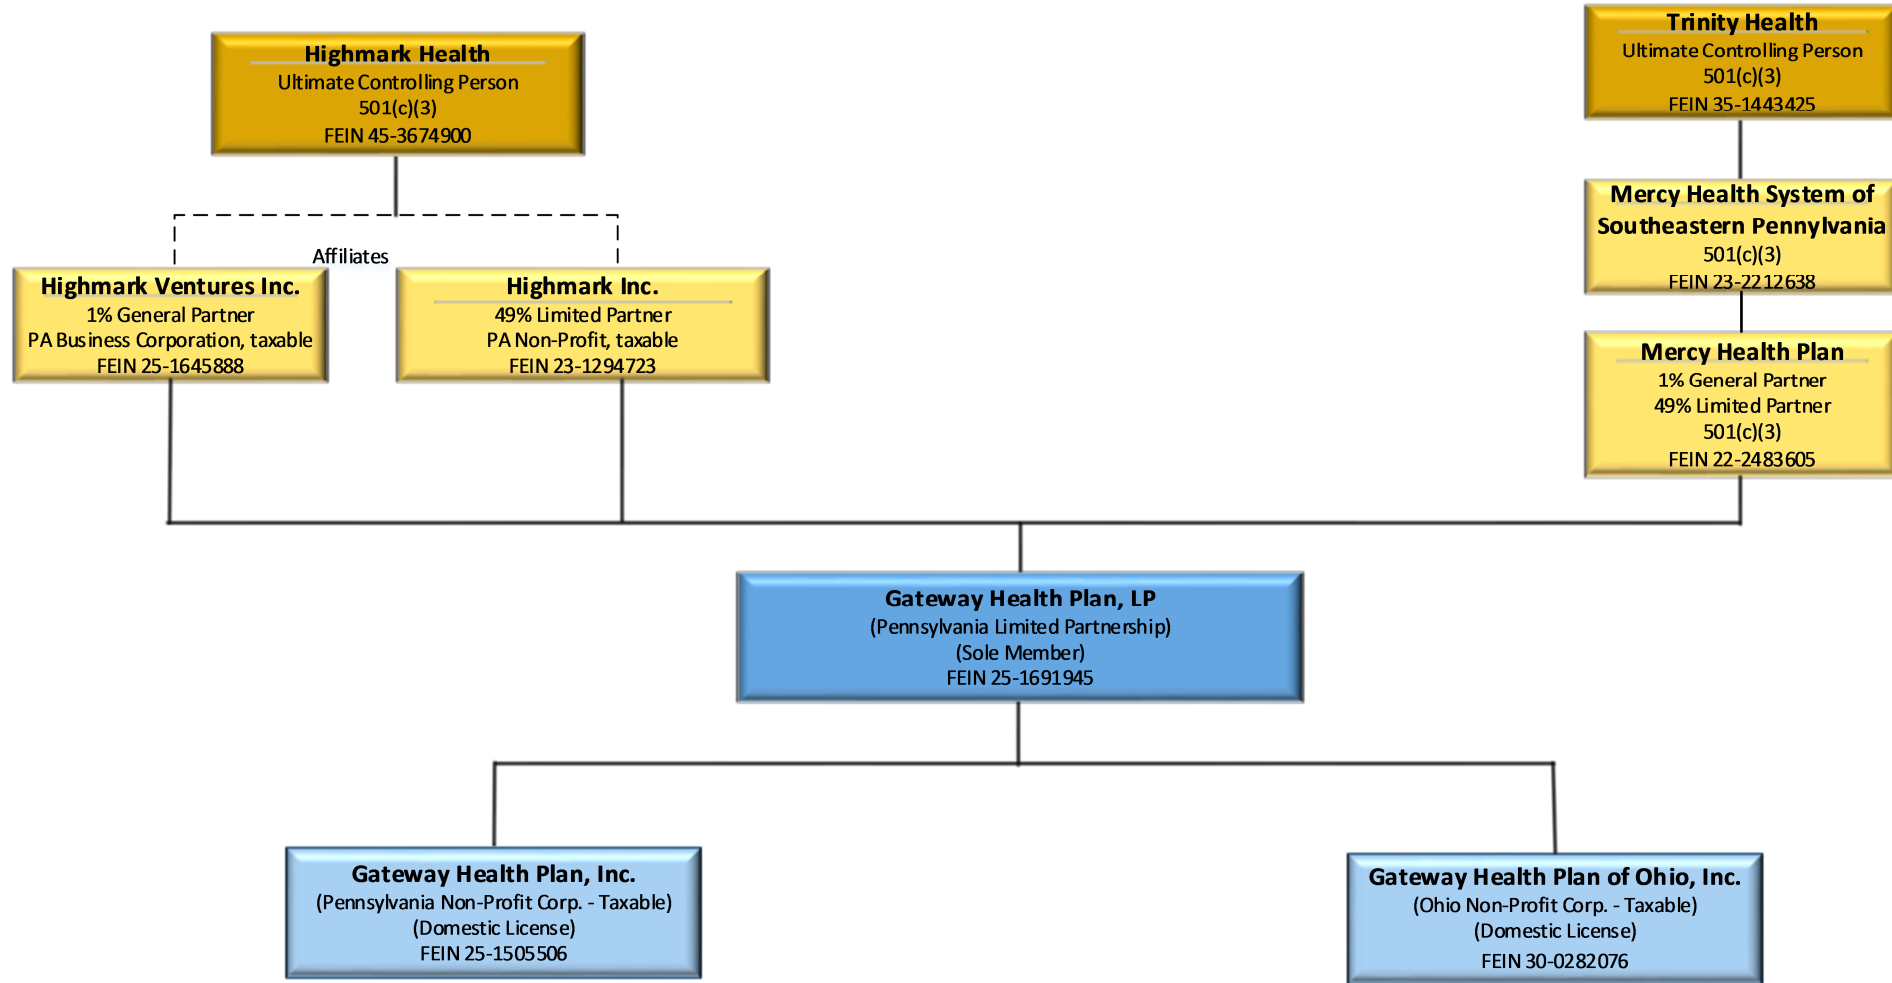 Highmark Health
Ultimate Controlling Person
501(c)(3)
FEIN 45-3674900
Trinity Health
Ultimate Controlling Person
501(c)(3)
FEIN 35-1443425
Mercy Health System of
Southeastern Pennsylvania
501(c)(3)
FEIN 23-2212638
Affiliates
Highmark Ventures Inc.
1% General Partner
PA Business Corporation, taxable
FEIN 25-1645888
Highmark Inc.
49% Limited Partner
PA Non-Profit, taxable
FEIN 23-1294723
Mercy Health Plan
1% General Partner
49% Limited Partner
501(c)(3)
FEIN 22-2483605
Gateway Health Plan, LP
(Pennsylvania Limited Partnership)
(Sole Member)
FEIN 25-1691945
Gateway Health Plan, Inc.
(Pennsylvania Non-Profit Corp. - Taxable)
(Domestic License)
FEIN 25-1505506
Gateway Health Plan of Ohio, Inc.
(Ohio Non-Profit Corp. - Taxable)
(Domestic License)
FEIN 30-0282076